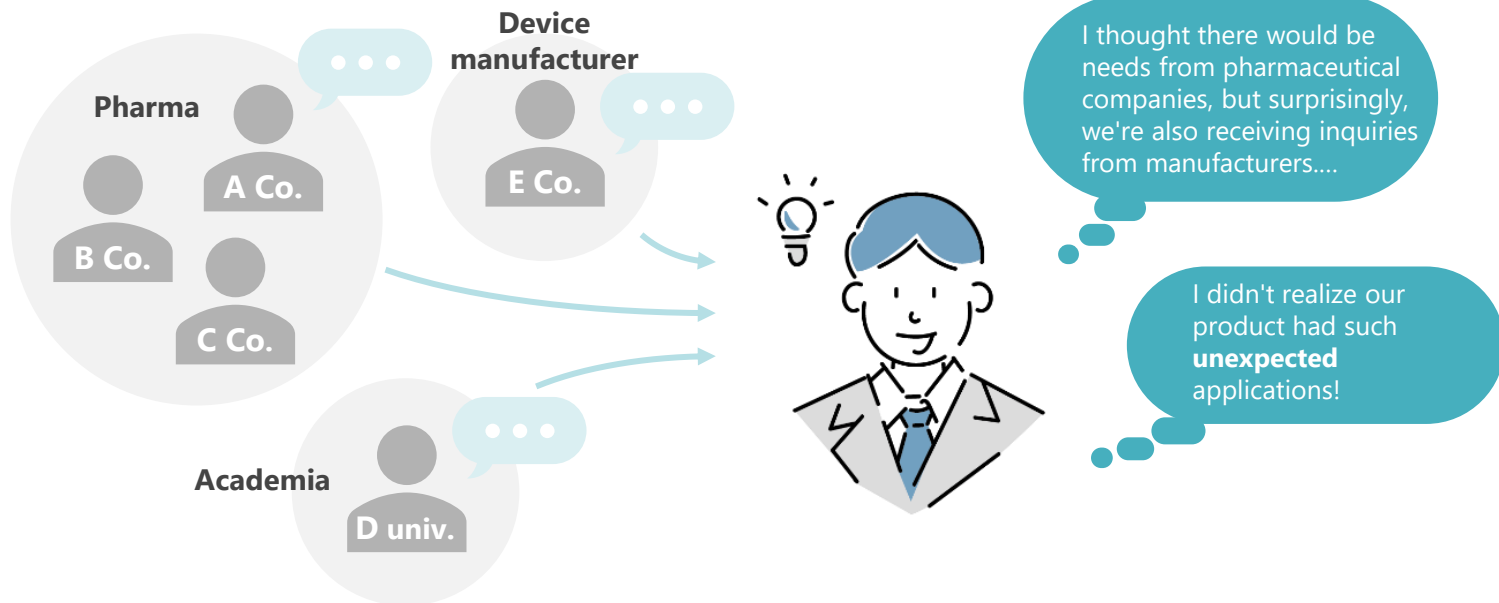 Pharma
A Co.
B Co.
C Co.
Device
manufacturer
E Co.
Academia
D univ.
I thought there would be
needs from pharmaceutical
companies, but surprisingly,
we're also receiving inquiries
from manufacturers....
I didn't realize our
product had such
unexpected
applications!